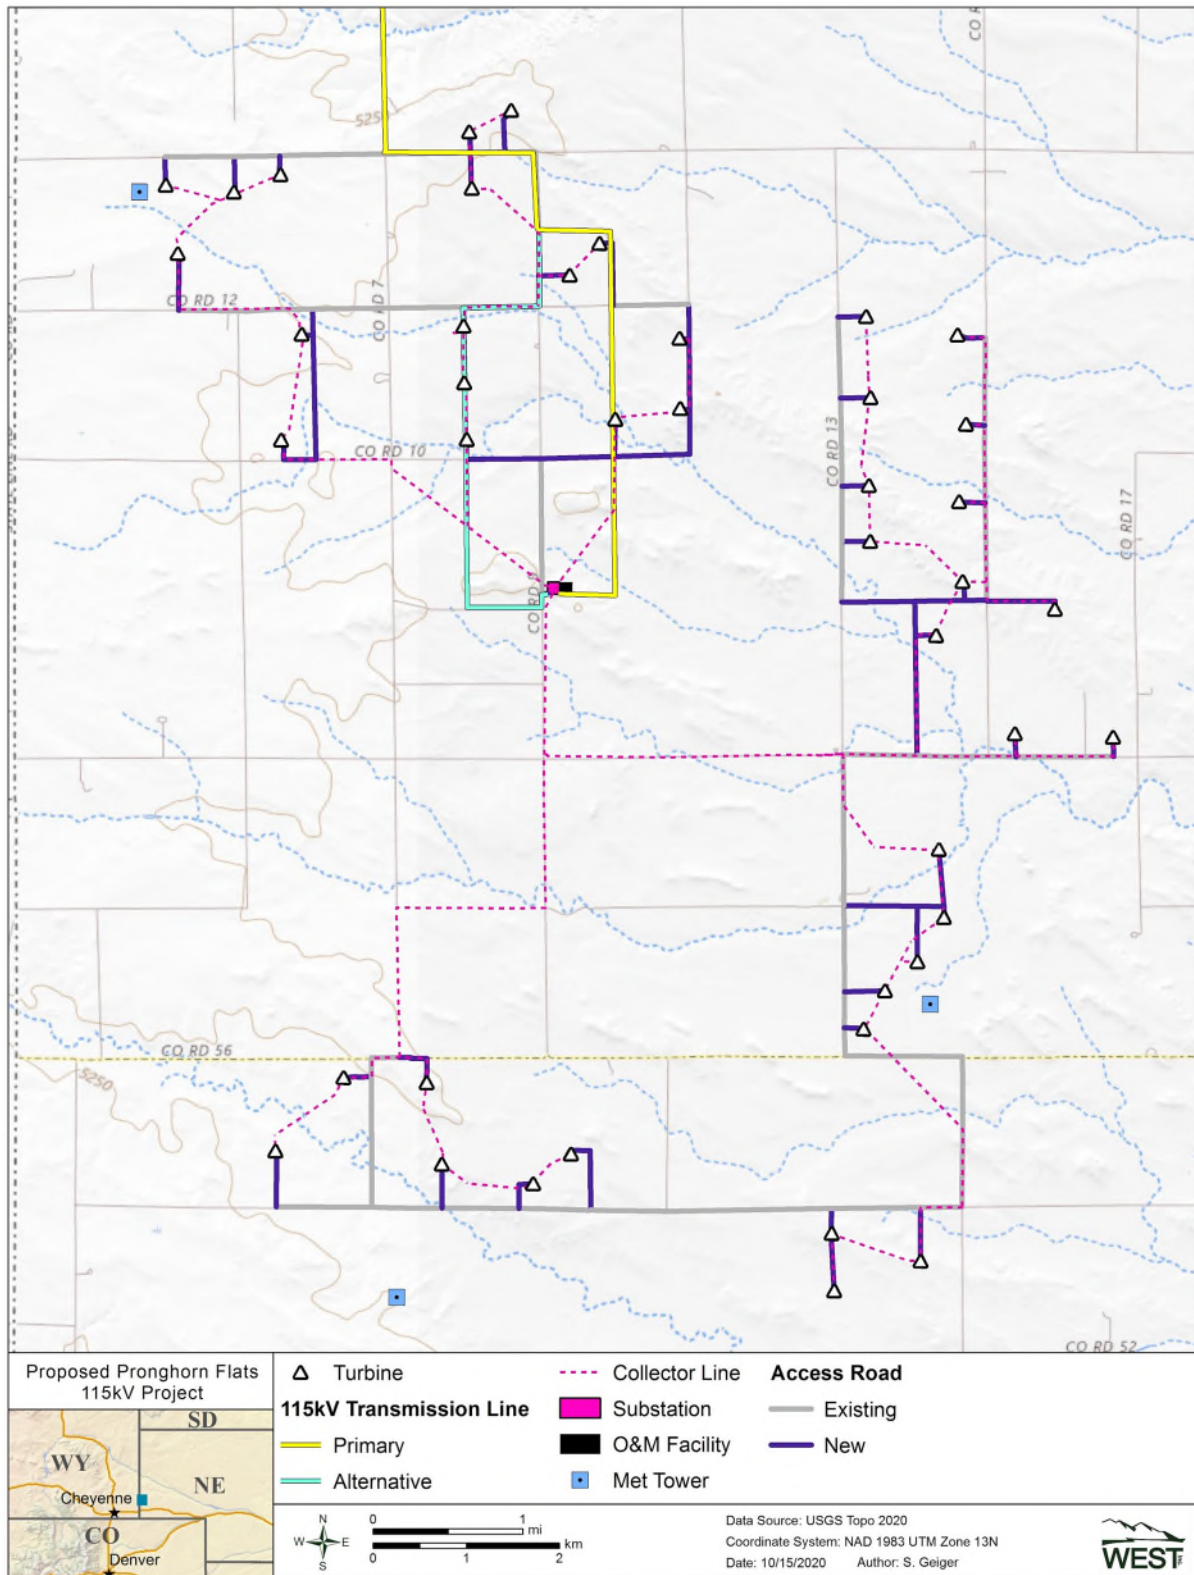 CO RD
5250
CO RD 7
CO RD 12
CO RD 10
CO RD 13
CO RD 17
CO RD
CO RD 56
5250
CO RD 52
Proposed Pronghorn Flats
115kV Project
SD
WY
NE
Cheyenne
CO
Denver
Turbine
115kV Transmission Line
Primary
Alternative
Collector Line
Substation
O&M Facility
Met Tower
Access Road
Existing
New
N
W E
S
0 1
mi
km
0 1 2
Data Source: USGS Topo 2020
Coordinate System: NAD 1983 UTM Zone 13N
Date: 10/15/2020 Author: S. Geiger
WEST